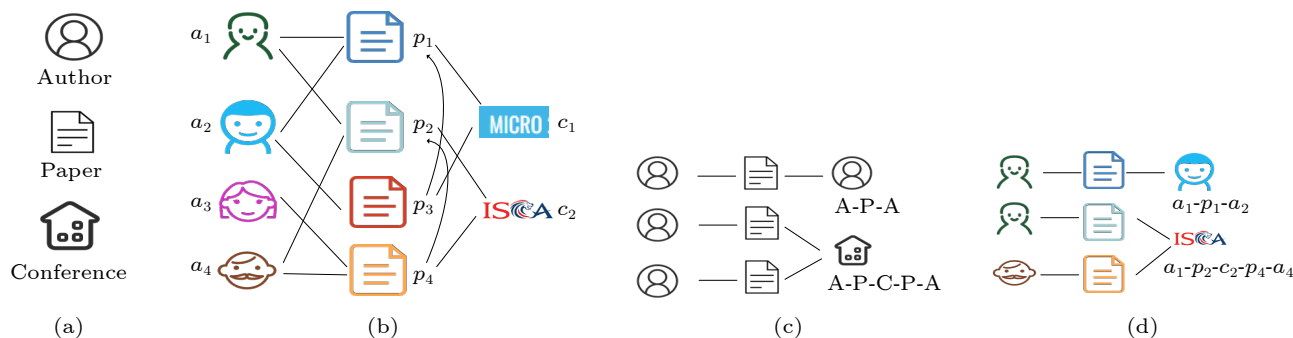 Author
Paper
Conference
(a)
a1
a2
a3
a4
p1
p2
p3
p4
MICRO
c1
ISCA
c2
(b)
A-P-A
A-P-C-P-A
(c)
a1-p1-a2
ISCA
a1-p2-c2-p4-a4
(d)